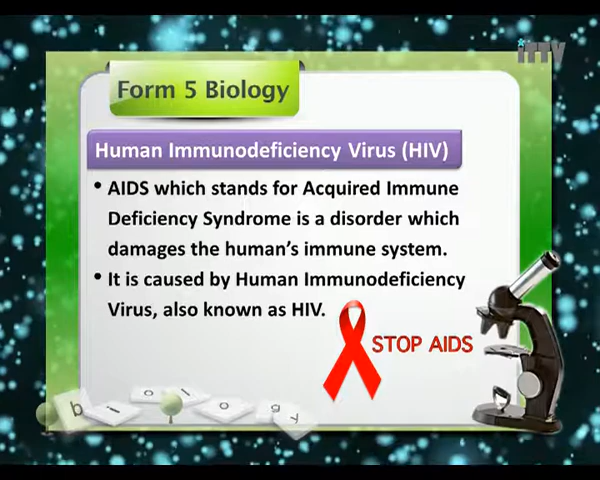 iTTV
Form 5 Biology
Human Immunodeficiency Virus (HIV)
• AIDS which stands for Acquired Immune
Deficiency Syndrome is a disorder which
damages the human's immune system.
• It is caused by Human Immunodeficiency
Virus, also known as HIV.
STOP AIDS
b i o l o g y